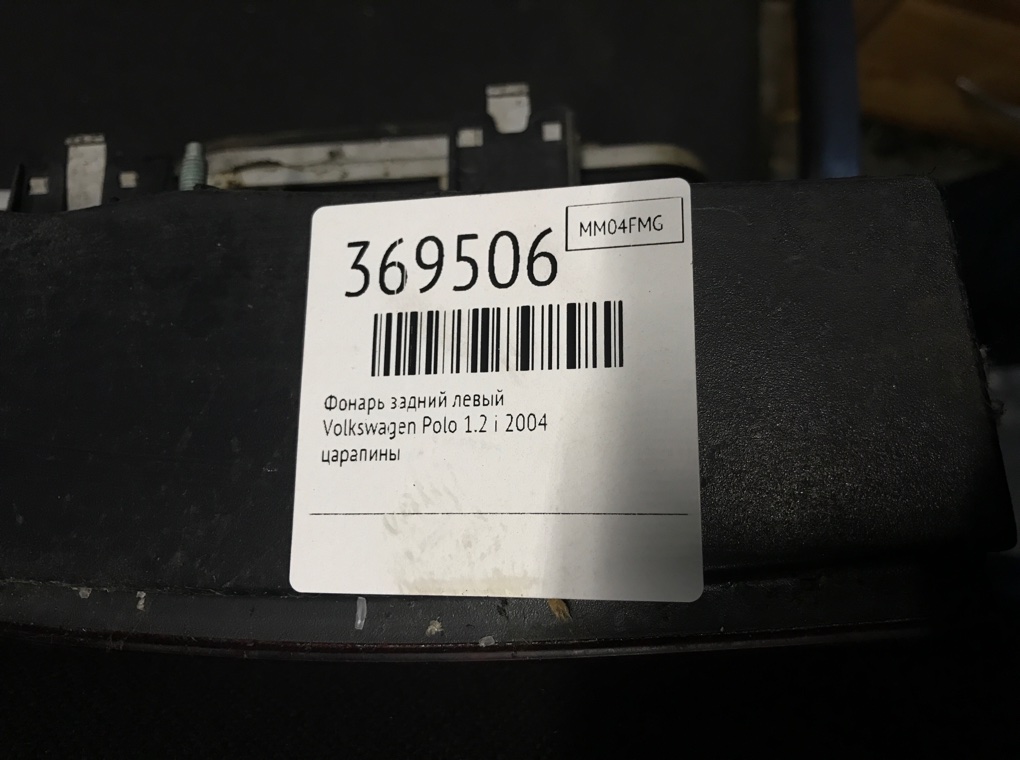 369506
MM04FMG
Фонарь задний левый
Volkswagen Polo 1.2 i 2004
царапины